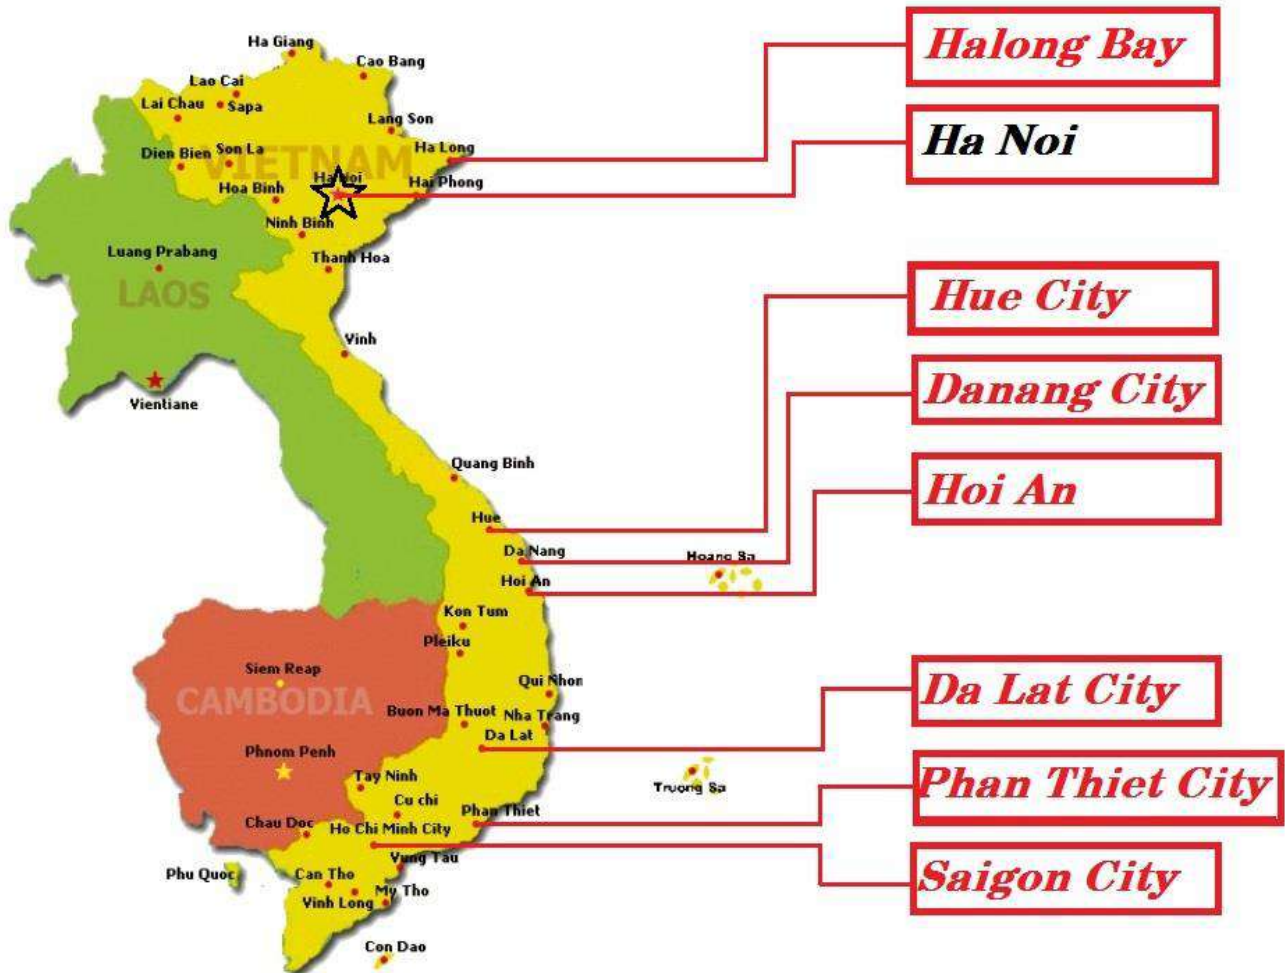 Ha Giang
Cao Bang
Lao Cai
Lai Chau
Sapa
Lang Son
Dien Bien
Son La
VIETNAM
Ha Long
Hoa Binh
Ha Noi
Hai Phong
Ninh Binh
Luang Prabang
Thanh Hoa
LAOS
Vinh
Vientiane
Quang Binh
Hue
Da Nang
Hoi An
Hoang Sa
Kon Tum
Pleiku
Siem Reap
Qui Nhon
CAMBODIA
Buon Ma Thuot
Nha Trang
Da Lat
Phnom Penh
Tay Ninh
Truong Sa
Cu chi
Phan Thiet
Chau Doc
Ho Chi Minh City
Vung Tau
Phu Quoc
Can Tho
My Tho
Vinh Long
Con Dao
Halong Bay
Ha Noi
Hue City
Danang City
Hoi An
Da Lat City
Phan Thiet City
Saigon City